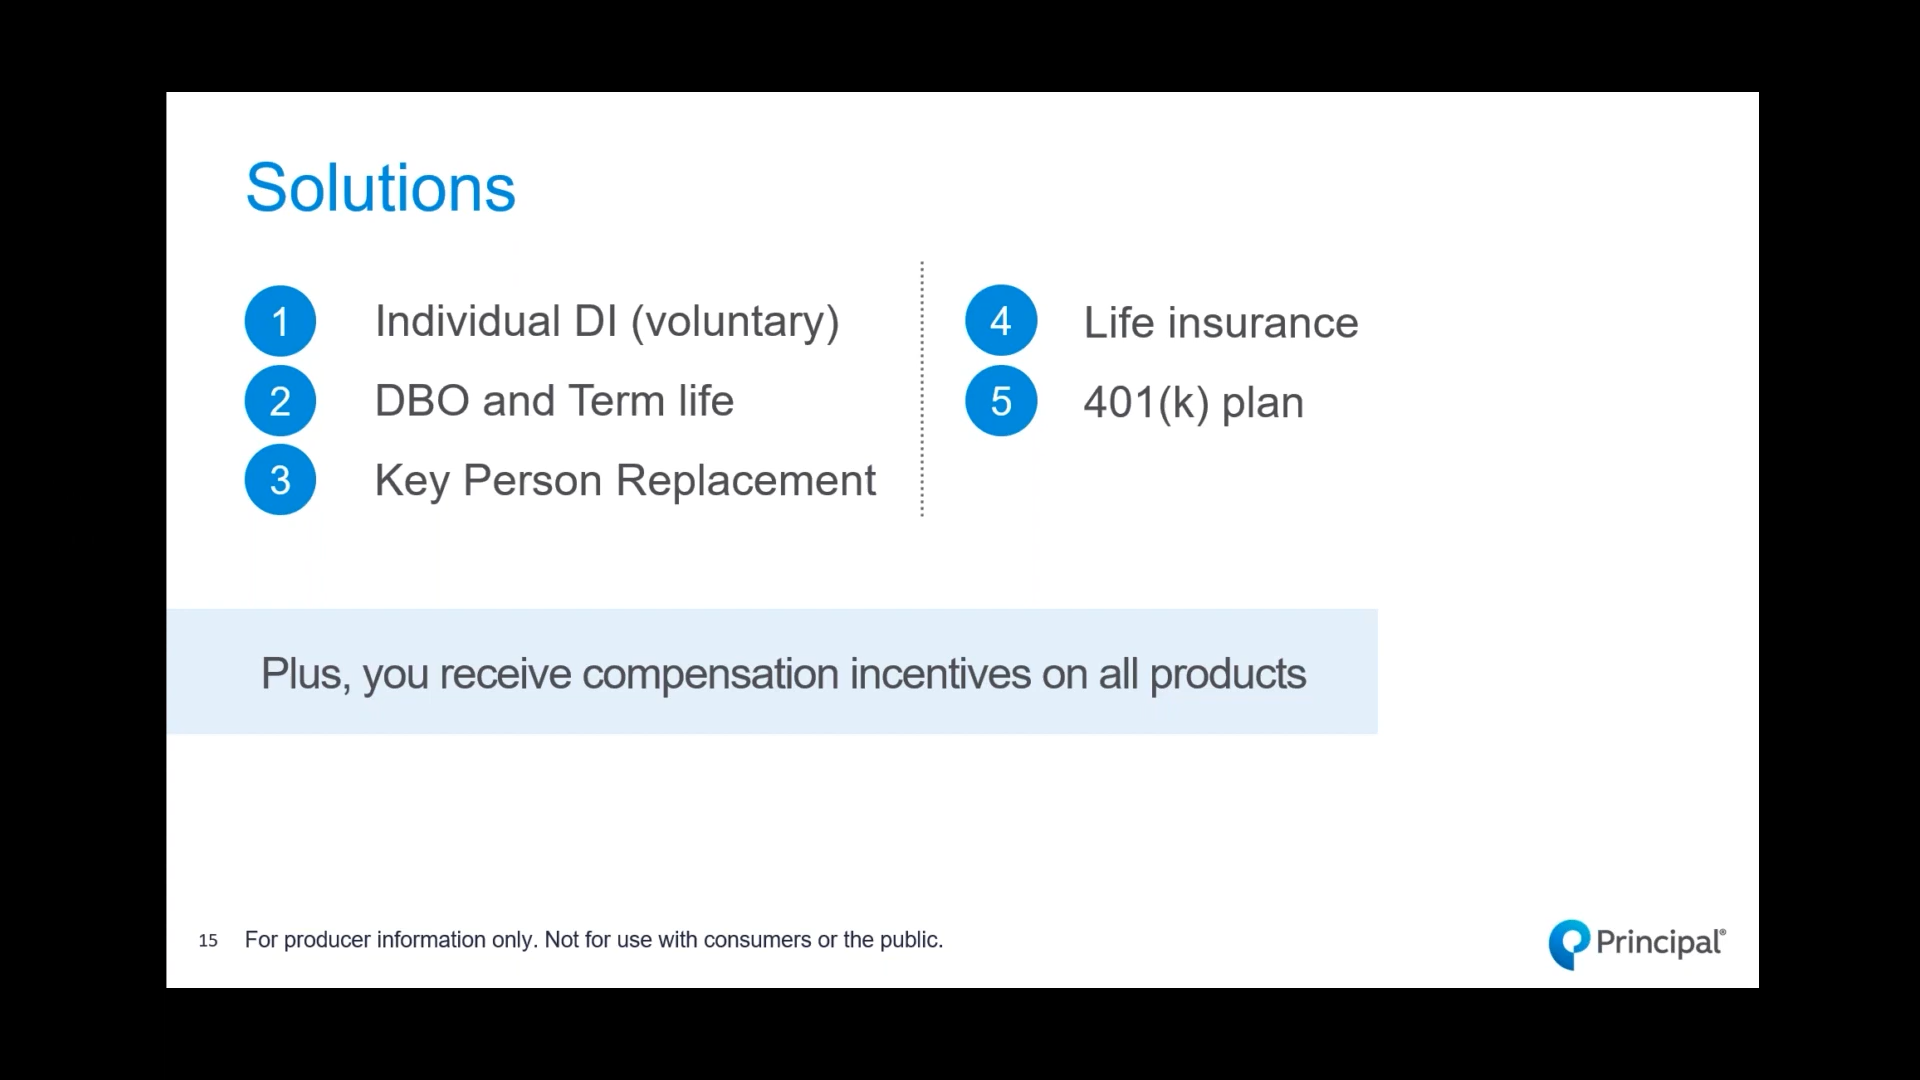 Solutions
1 Individual DI (voluntary)
2 DBO and Term life
3 Key Person Replacement
4 Life insurance
5 401(k) plan
Plus, you receive compensation incentives on all products
15 For producer information only. Not for use with consumers or the public.
Principal®